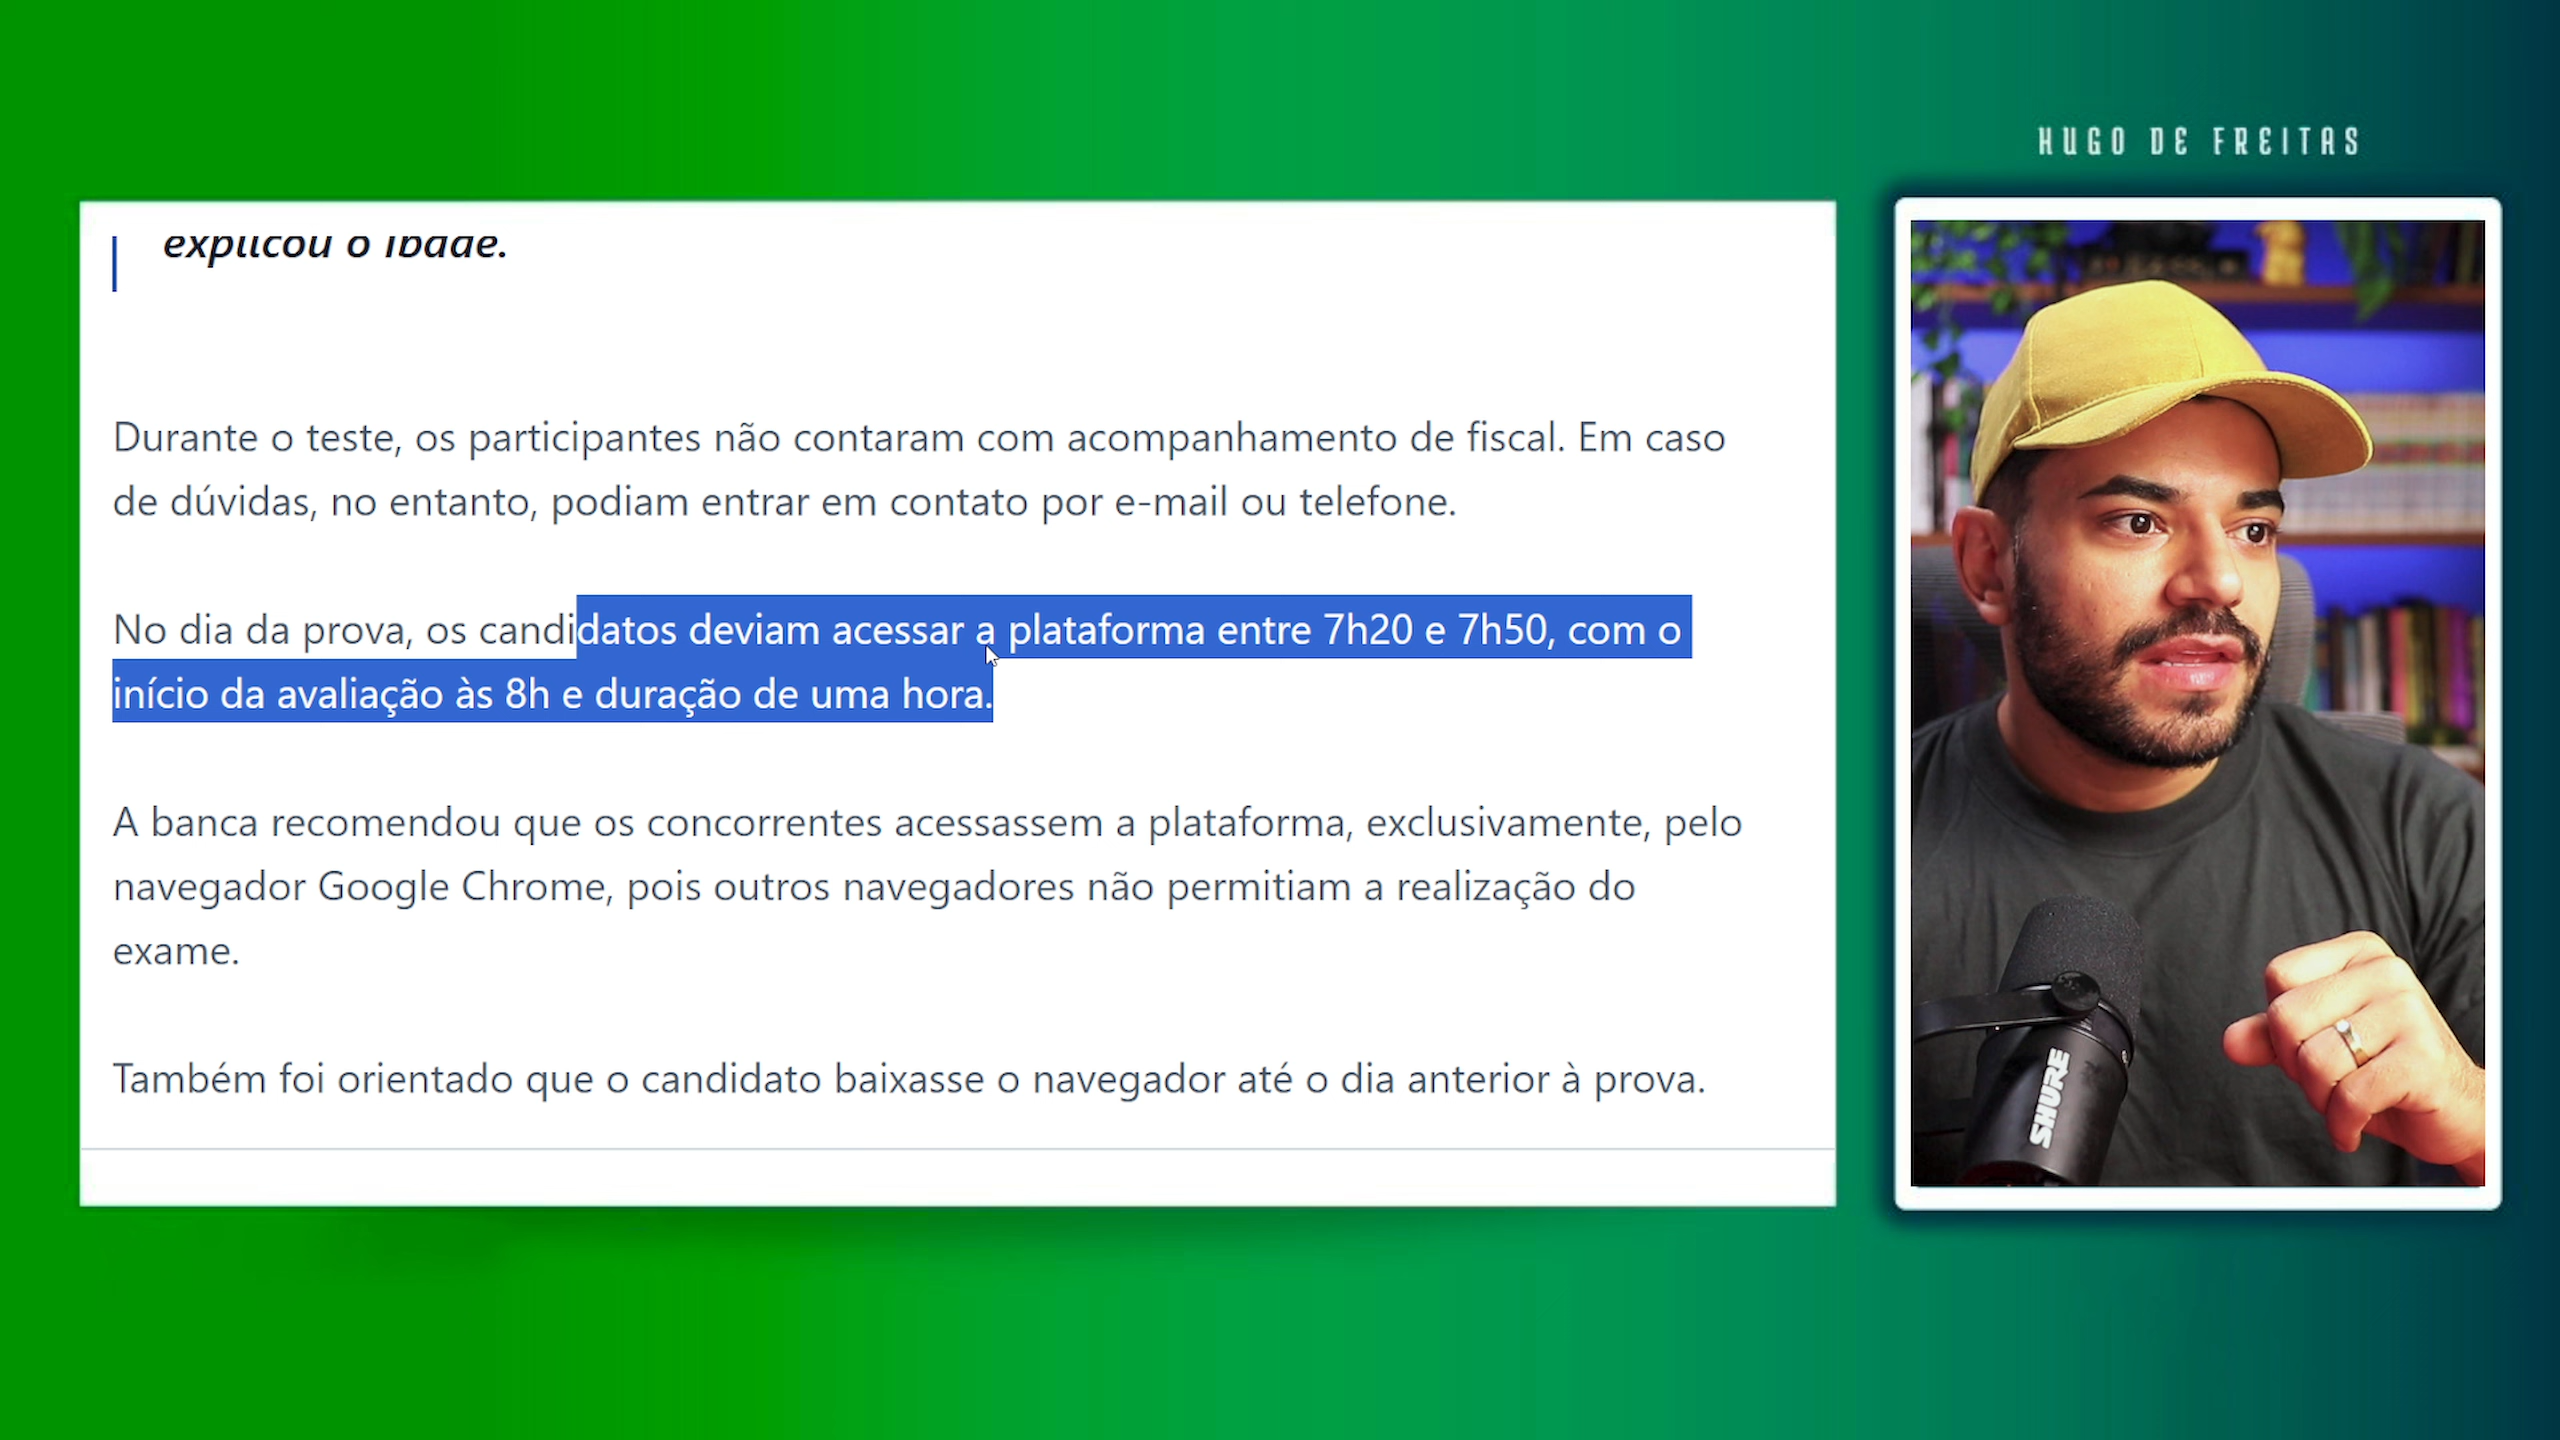 HUGO DE FREITAS
explicou o Ibade.
Durante o teste, os participantes não contaram com acompanhamento de fiscal. Em caso
de dúvidas, no entanto, podiam entrar em contato por e-mail ou telefone.
No dia da prova, os candidatos deviam acessar a plataforma entre 7h20 e 7h50, com o
início da avaliação às 8h e duração de uma hora.
A banca recomendou que os concorrentes acessassem a plataforma, exclusivamente, pelo
navegador Google Chrome, pois outros navegadores não permitiam a realização do
exame.
Também foi orientado que o candidato baixasse o navegador até o dia anterior à prova.
SHURE